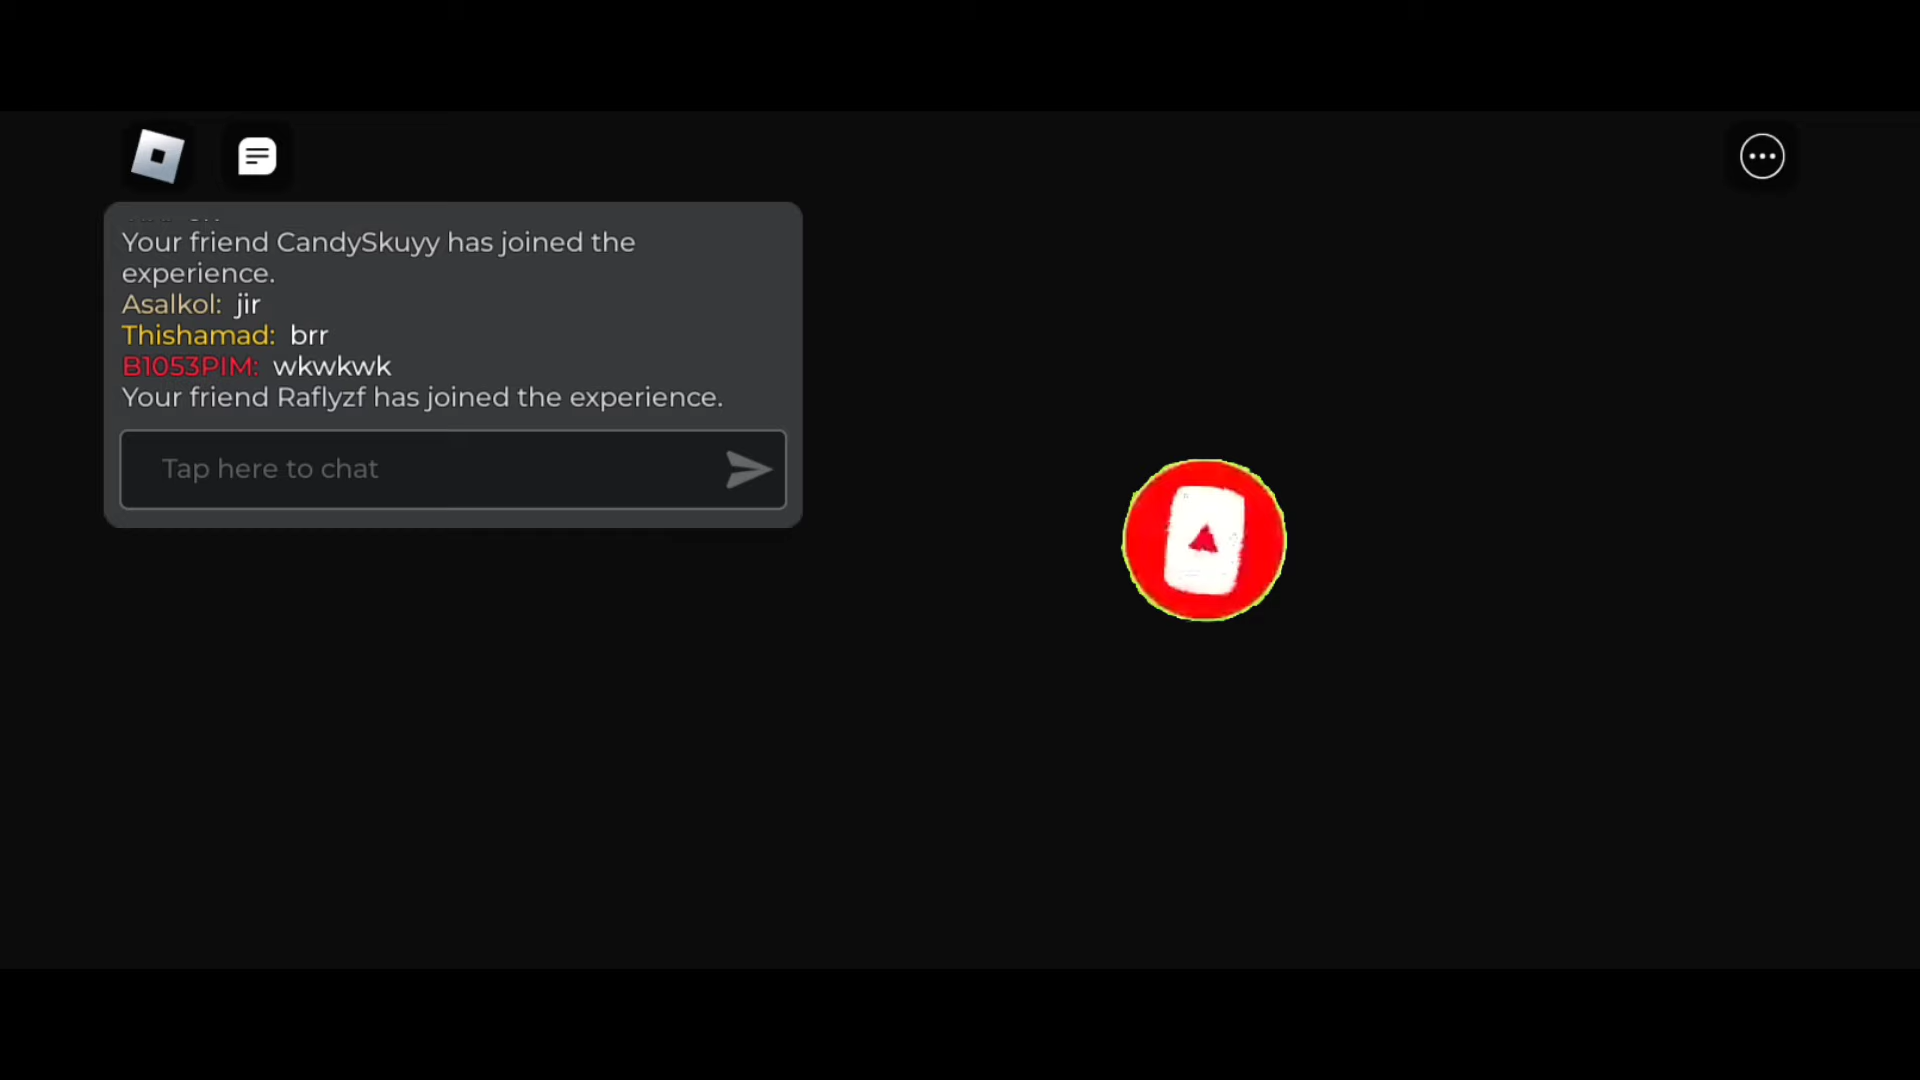 Your friend CandySkuyy has joined the
experience.
Asalkol: jir
Thishamad: brr
B1053PIM: wkwkwk
Your friend Raflyzf has joined the experience.
Tap here to chat